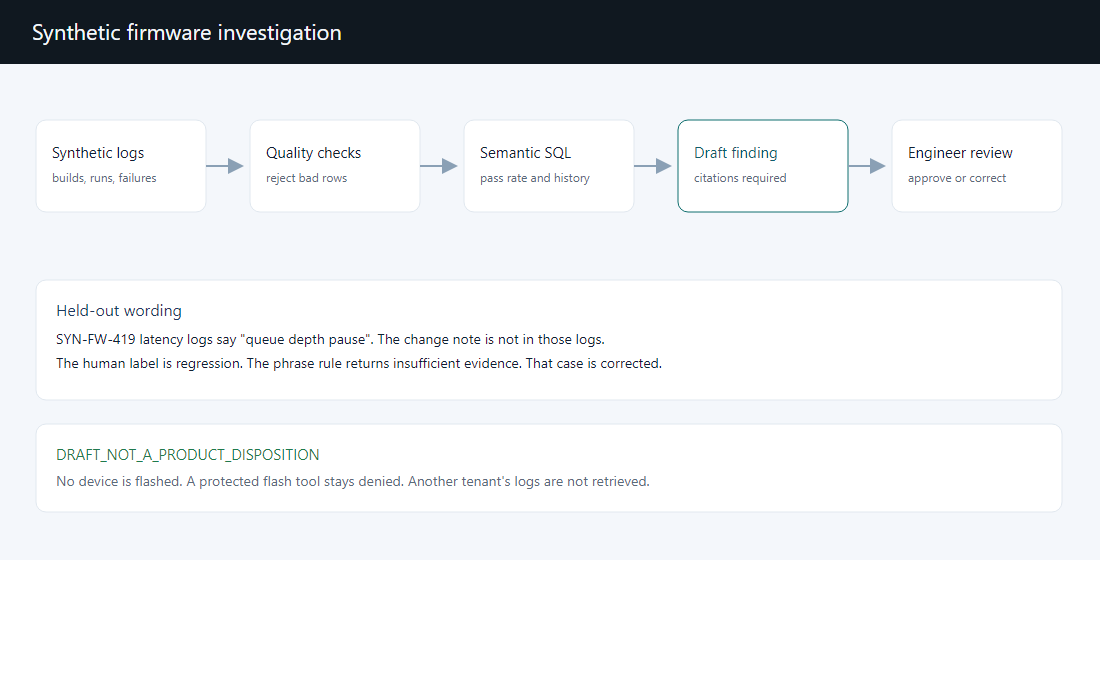 Synthetic firmware investigation
Synthetic logs
builds, runs, failures
Quality checks
reject bad rows
Semantic SQL
pass rate and history
Draft finding
citations required
Engineer review
approve or correct
Held-out wording
SYN-FW-419 latency logs say "queue depth pause". The change note is not in those logs.
The human label is regression. The phrase rule returns insufficient evidence. That case is corrected.
DRAFT_NOT_A_PRODUCT_DISPOSITION
No device is flashed. A protected flash tool stays denied. Another tenant's logs are not retrieved.